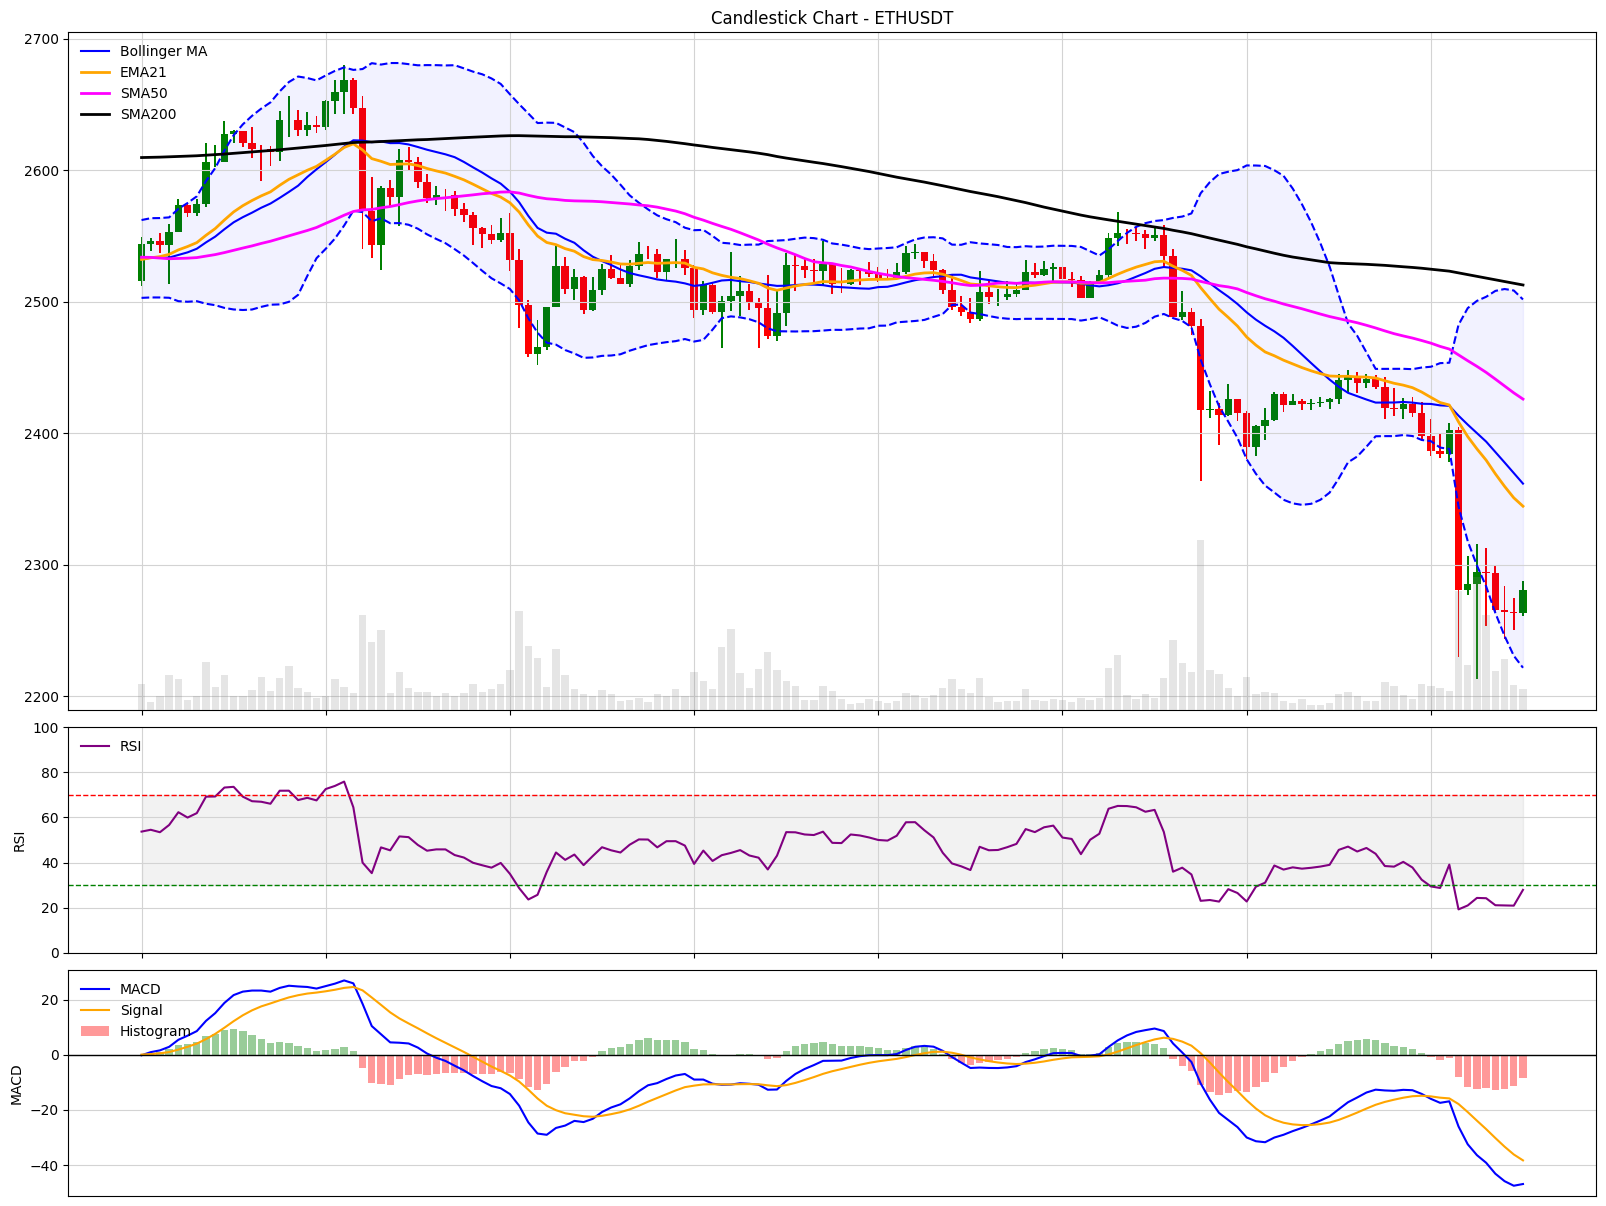 Candlestick Chart - ETHUSDT
2700
2600
2500
2400
2300
2200
Bollinger MA
EMA21
SMA50
SMA200
100
80
60
40
20
0
RSI
RSI
20
0
−20
−40
MACD
MACD
Signal
Histogram